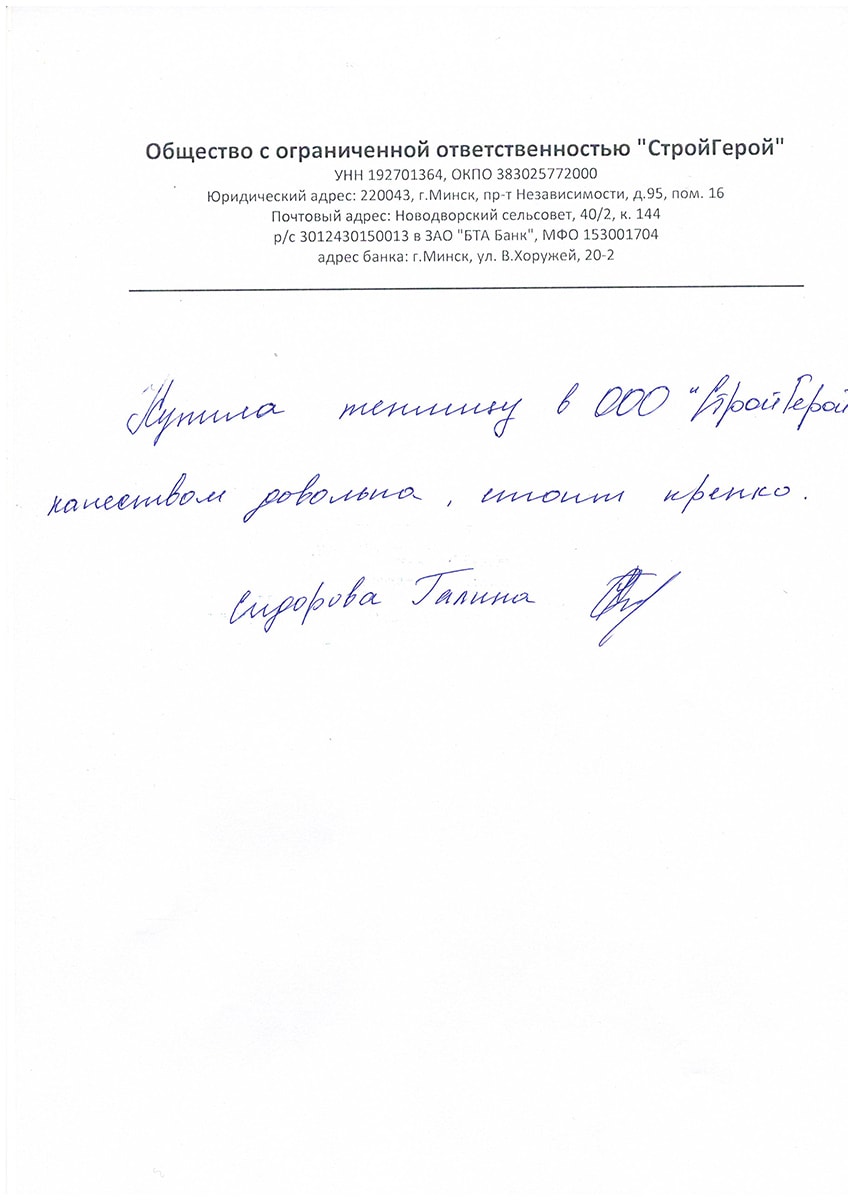 Общество с ограниченной ответственностью "СтройГерой"
УНН 192701364, ОКПО 383025772000
Юридический адрес: 220043, г.Минск, пр-т Независимости, д.95, пом. 16
Почтовый адрес: Новодворский сельсовет, 40/2, к. 144
р/с 3012430150013 в ЗАО "БТА Банк", МФО 153001704
адрес банка: г.Минск, ул. В.Хоружей, 20-2
Купила теплицу в ООО "СтройГерой
качеством довольна, стоит крепко.
Сидорова Галина